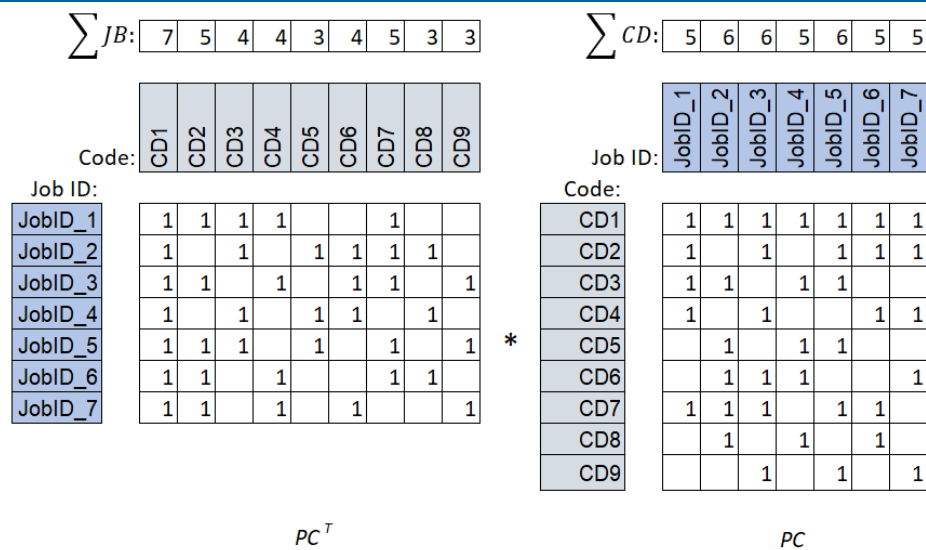 ∑JB: 7 5 4 4 3 4 5 3 3
Code: CD1 CD2 CD3 CD4 CD5 CD6 CD7 CD8 CD9
Job ID:
JobID_1 1 1 1 1 1
JobID_2 1 1 1 1 1 1
JobID_3 1 1 1 1 1 1
JobID_4 1 1 1 1 1
JobID_5 1 1 1 1 1 1
JobID_6 1 1 1 1 1
JobID_7 1 1 1 1 1
PC^T
*
∑CD: 5 6 6 5 6 5 5
Job ID: JobID_1 JobID_2 JobID_3 JobID_4 JobID_5 JobID_6 JobID_7
Code:
CD1 1 1 1 1 1 1 1
CD2 1 1 1 1 1
CD3 1 1 1 1
CD4 1 1 1 1
CD5 1 1 1
CD6 1 1 1 1
CD7 1 1 1 1 1
CD8 1 1 1
CD9 1 1 1
PC